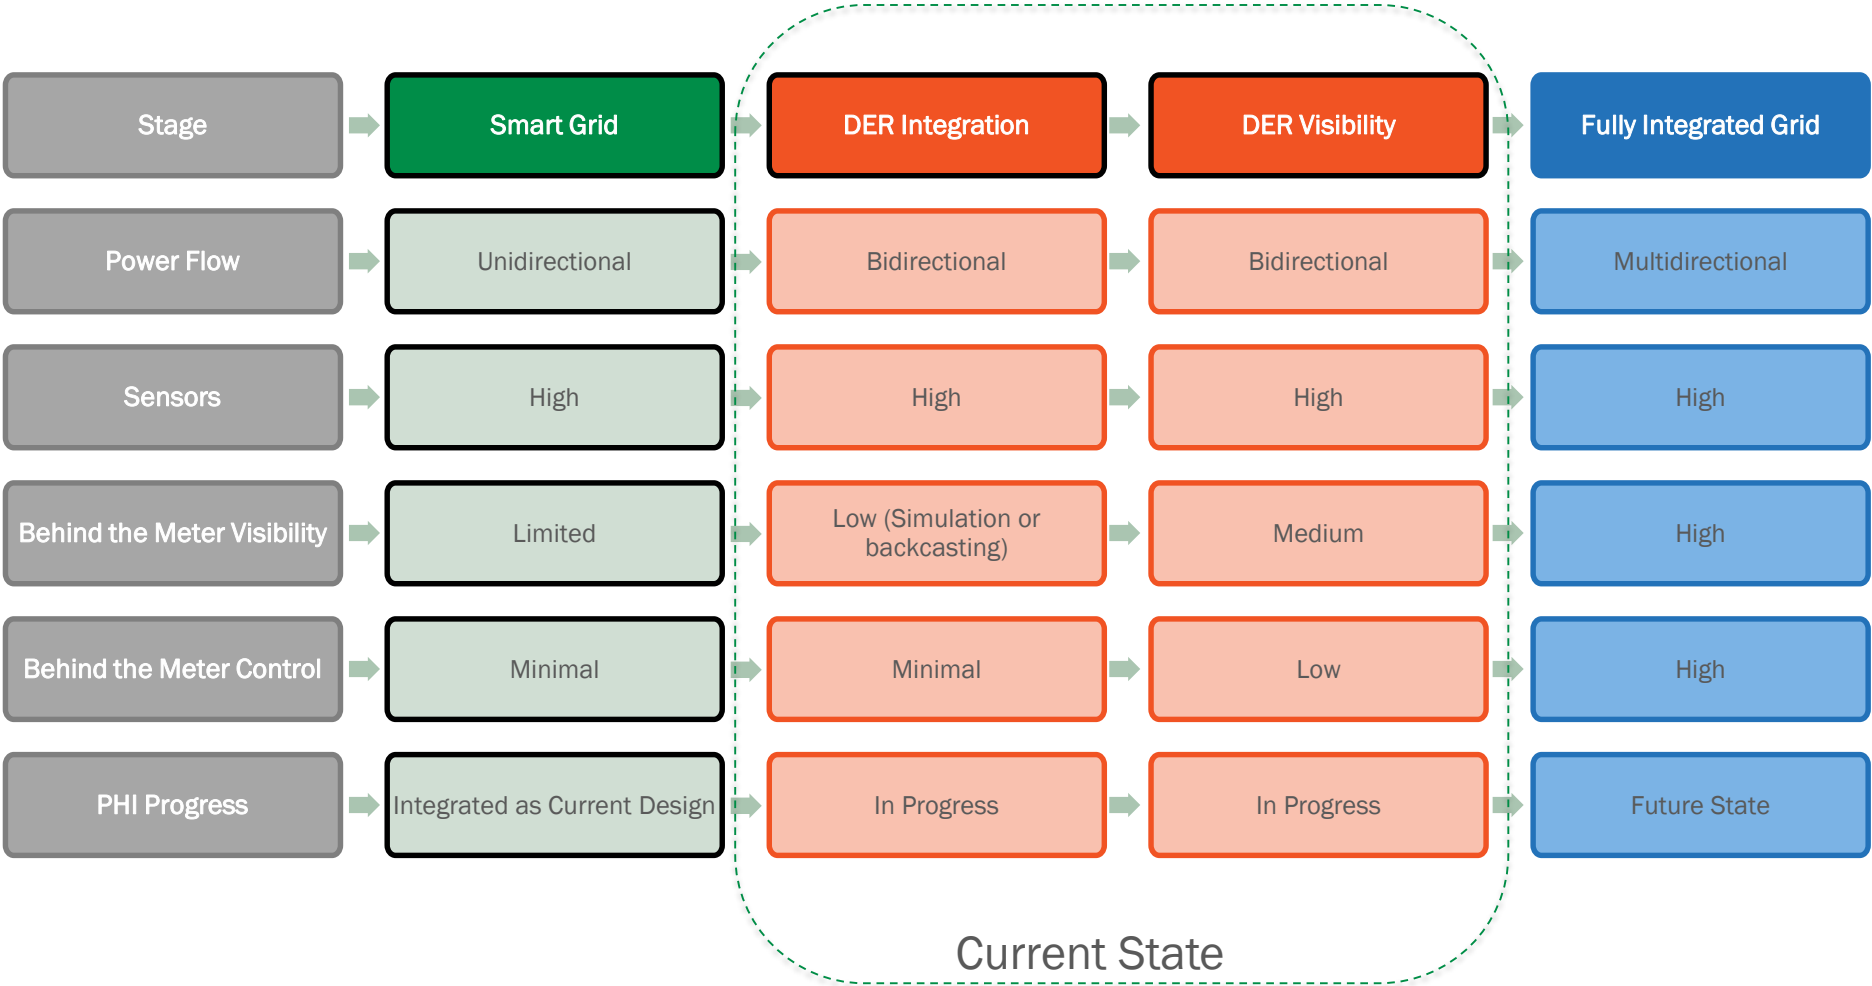 Stage
Smart Grid
DER Integration
DER Visibility
Fully Integrated Grid
Power Flow
Unidirectional
Bidirectional
Bidirectional
Multidirectional
Sensors
High
High
High
High
Behind the Meter Visibility
Limited
Low (Simulation or
backcasting)
Medium
High
Behind the Meter Control
Minimal
Minimal
Low
High
PHI Progress
Integrated as Current Design
In Progress
In Progress
Future State
Current State